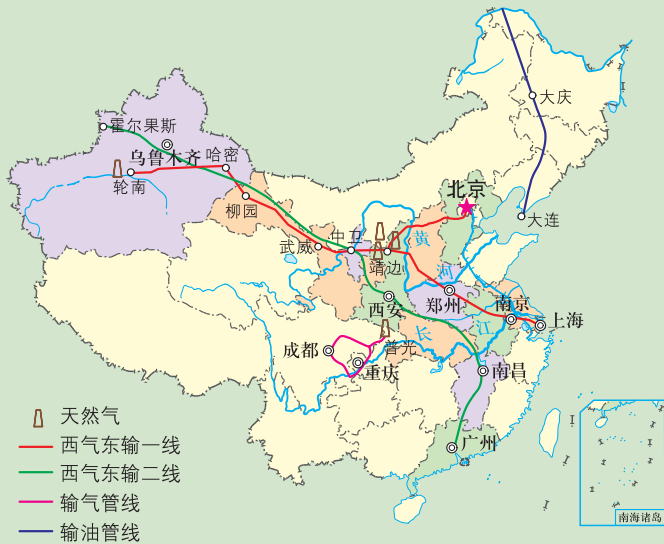 大庆
霍尔果斯
乌鲁木齐
哈密
轮南
柳园
北京
大连
武威
中卫
黄
河
靖边
西安
郑州
南京
上海
长
江
普光
成都
重庆
南昌
广州
天然气
西气东输一线
西气东输二线
输气管线
输油管线
南海诸岛